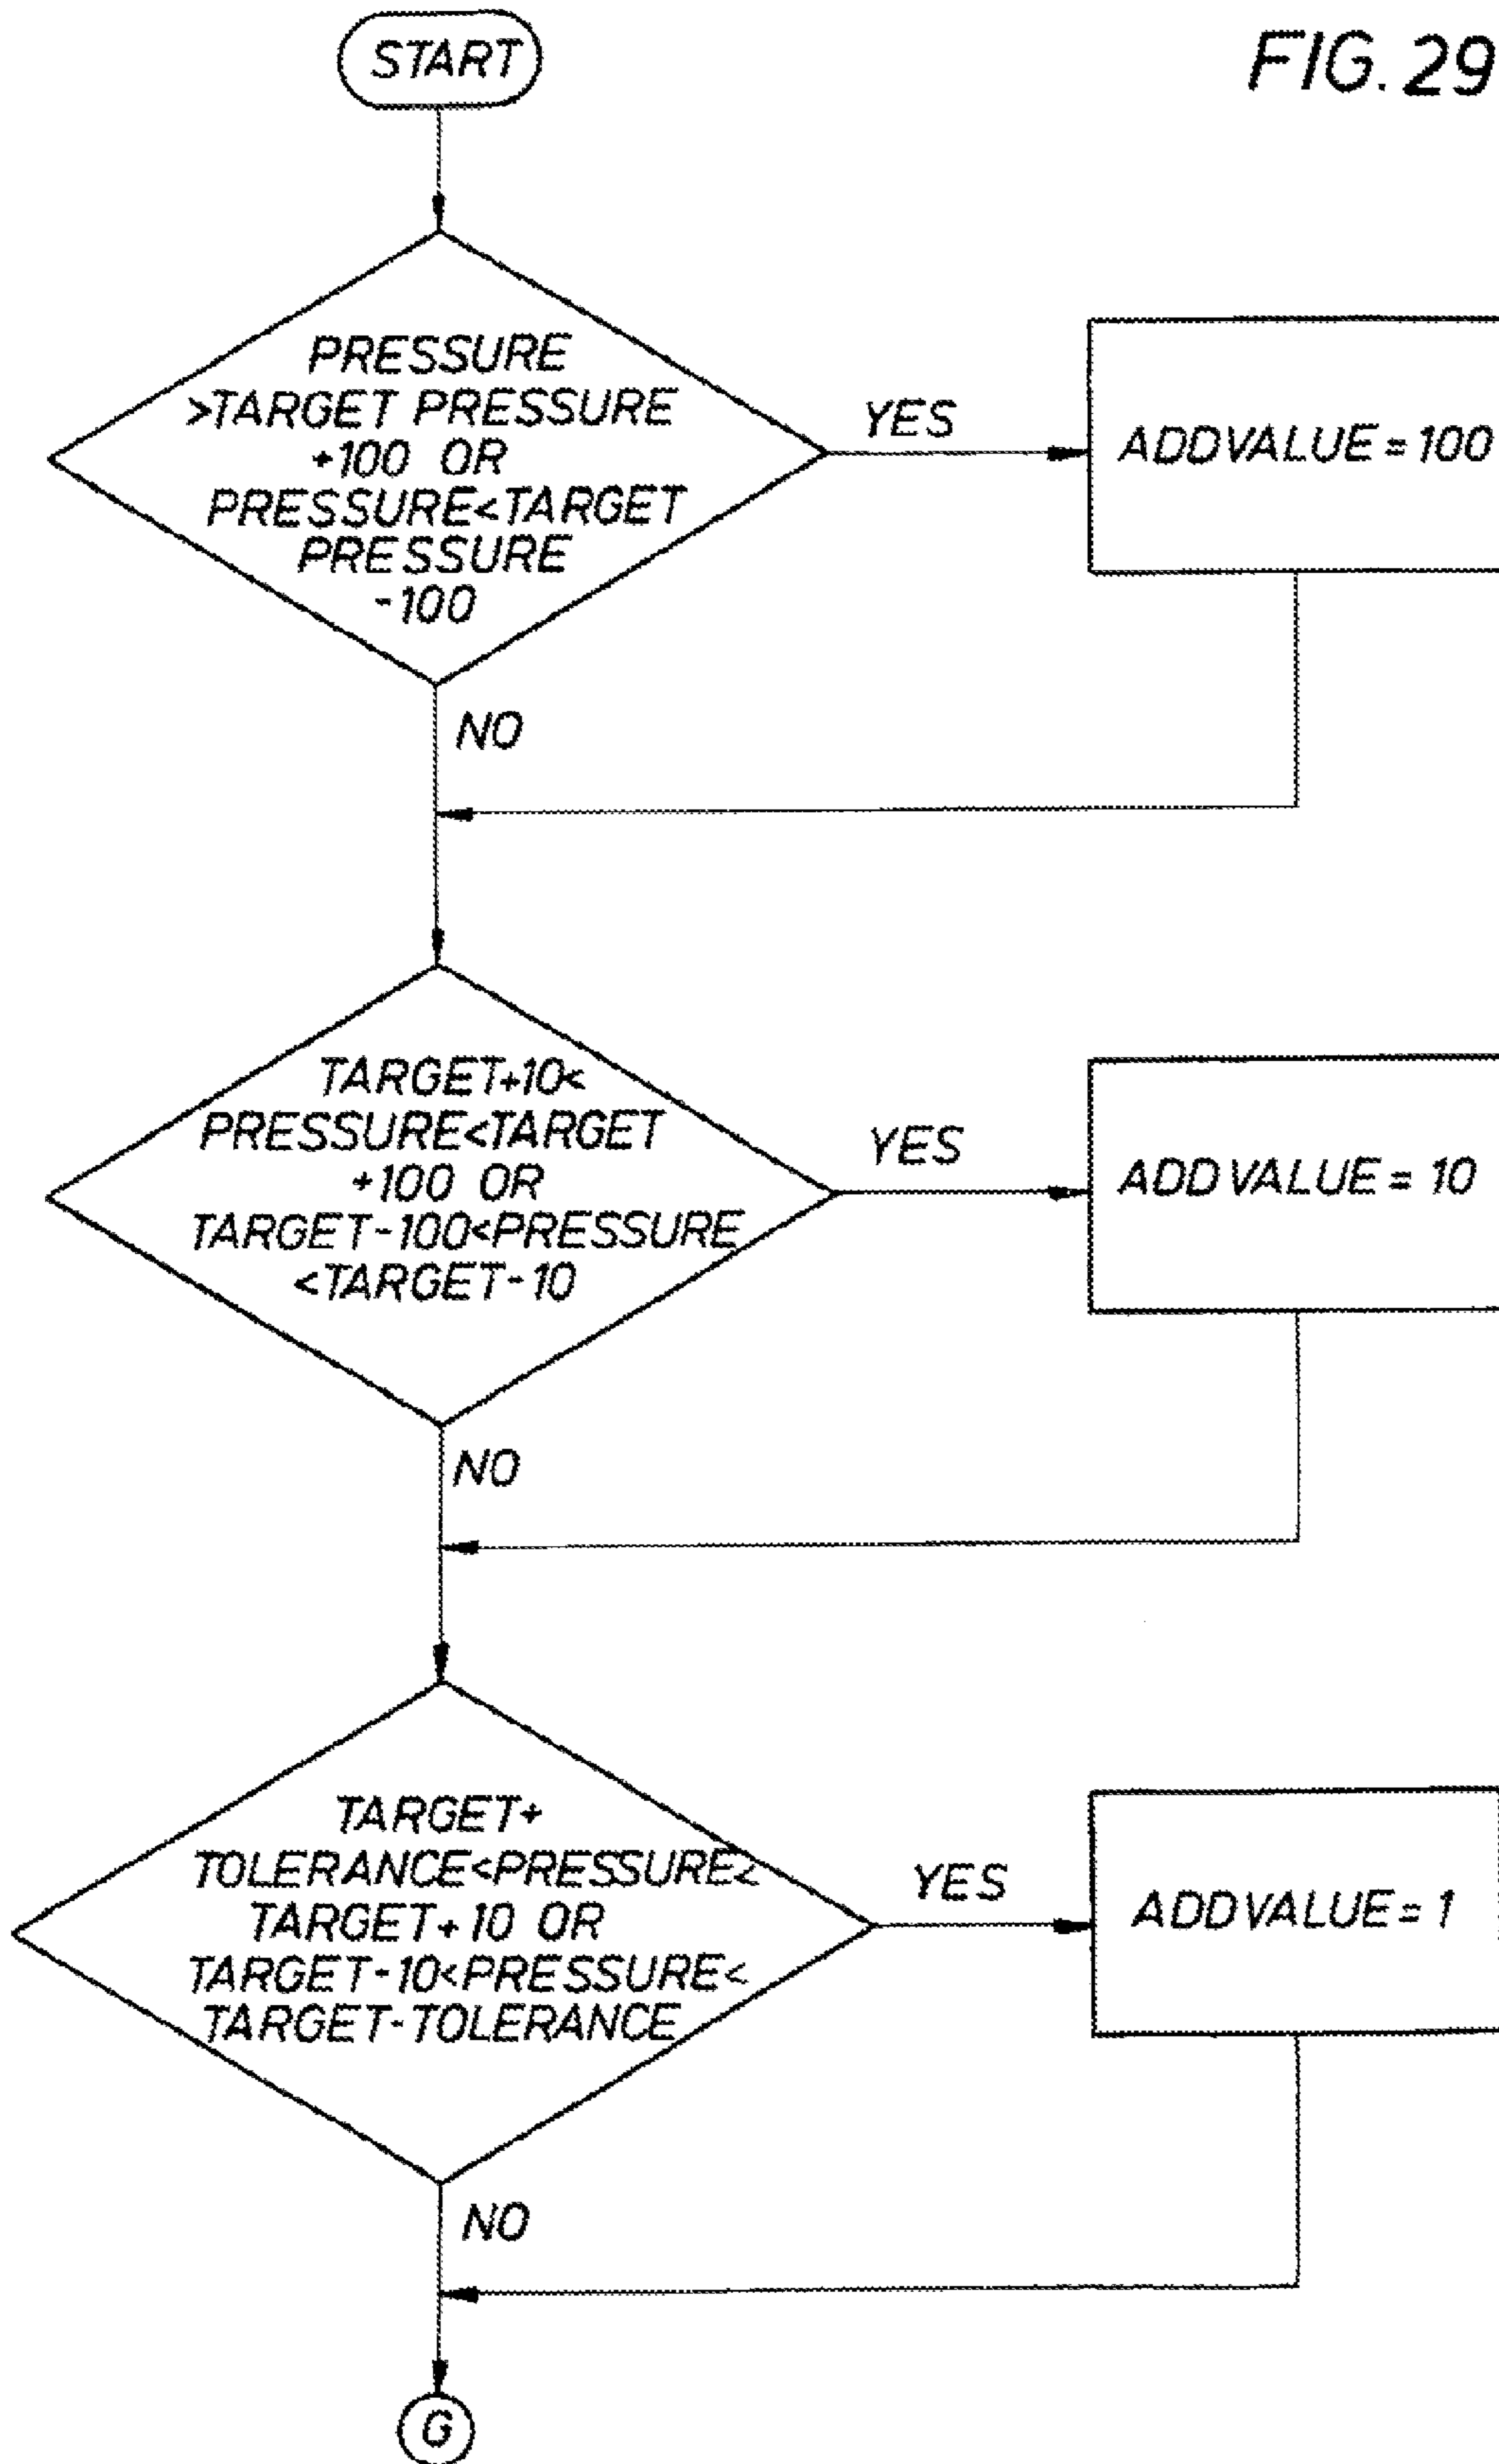 START
FIG. 29
PRESSURE
>TARGET PRESSURE
+100 OR
PRESSURE<TARGET
PRESSURE
-100
YES
ADDVALUE = 100
NO
TARGET+10<
PRESSURE<TARGET
+100 OR
TARGET-100<PRESSURE
<TARGET-10
YES
ADDVALUE = 10
NO
TARGET+
TOLERANCE<PRESSURE<
TARGET+10 OR
TARGET-10<PRESSURE<
TARGET-TOLERANCE
YES
ADDVALUE = 1
NO
G